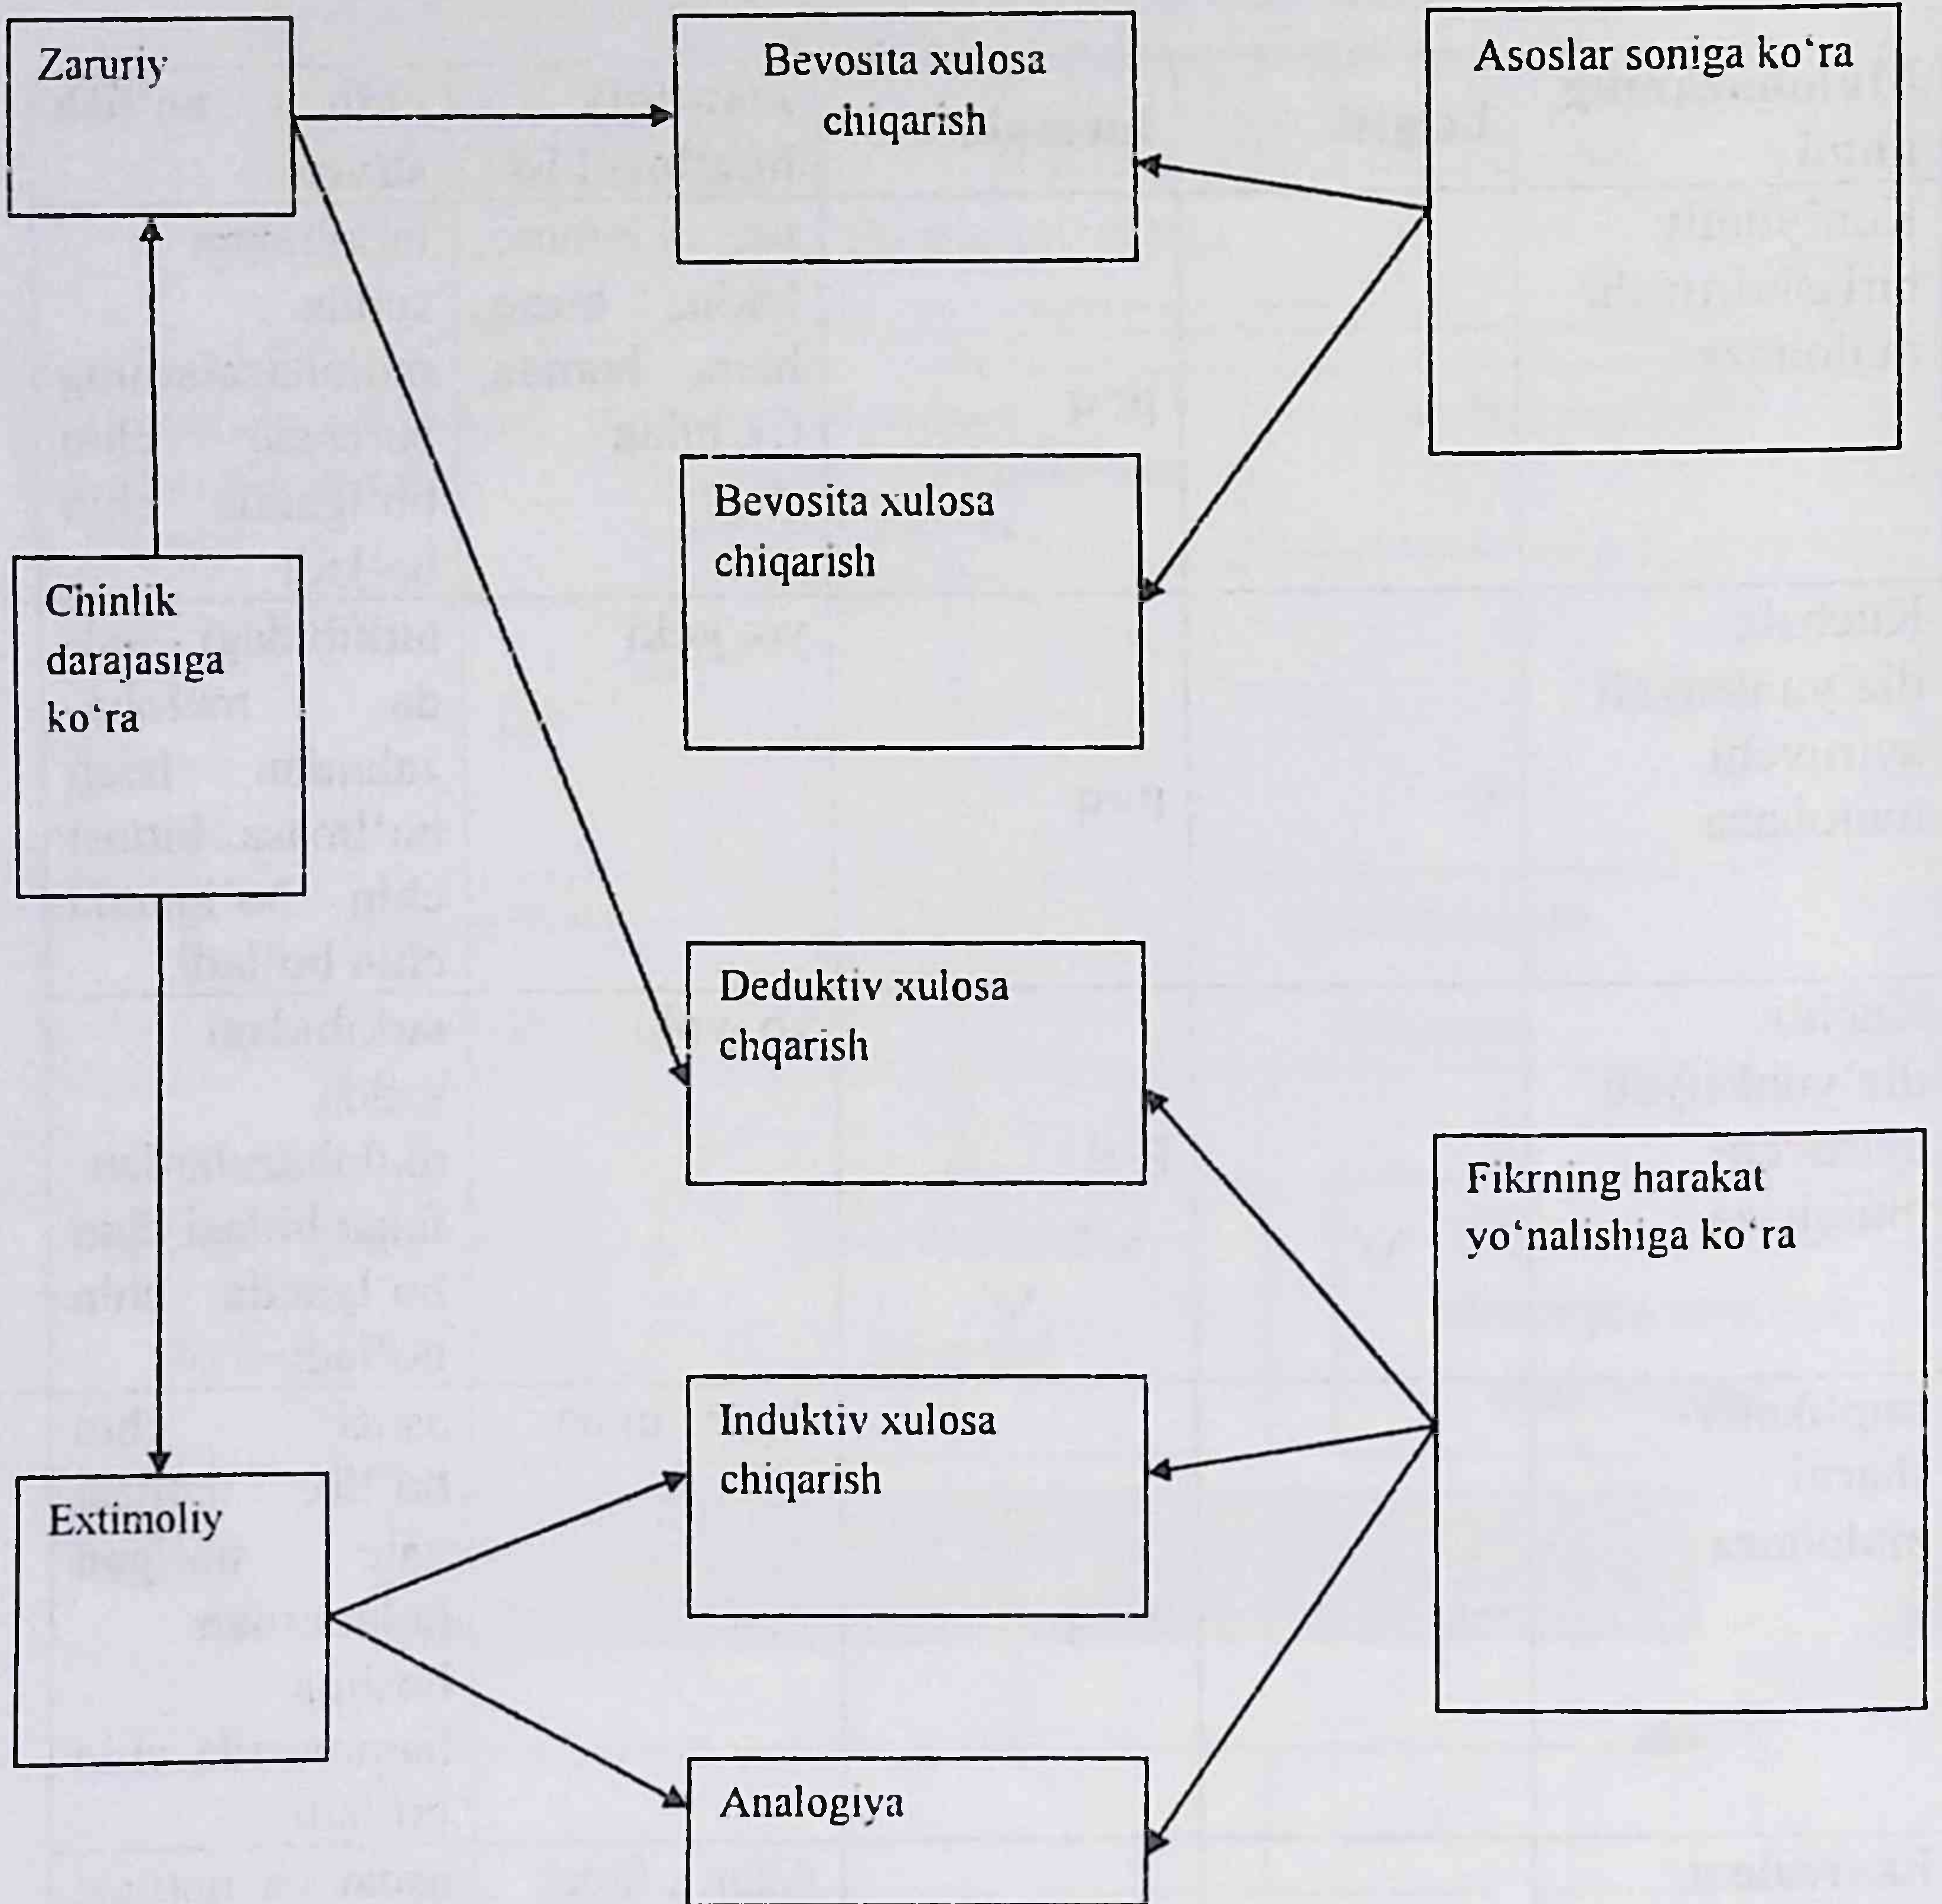 Zaruriy
Bevosita xulosa
chiqarish
Asoslar soniga ko‘ra
Bevosita xulosa
chiqarish
Chinlik
darajasiga
ko‘ra
Deduktiv xulosa
chqarish
Fikrning harakat
yo‘nalishiga ko‘ra
Induktiv xulosa
chiqarish
Extimoliy
Analogiya